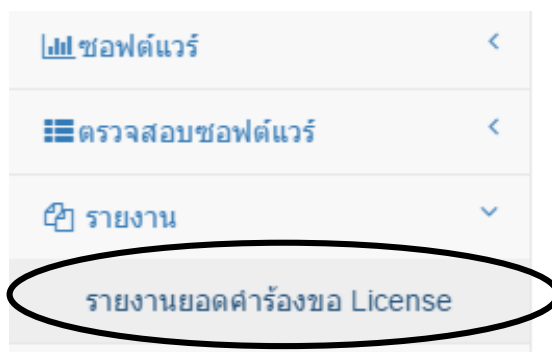 ซอฟต์แวร์
ตรวจสอบซอฟต์แวร์
รายงาน
รายงานยอดคำร้องขอ License